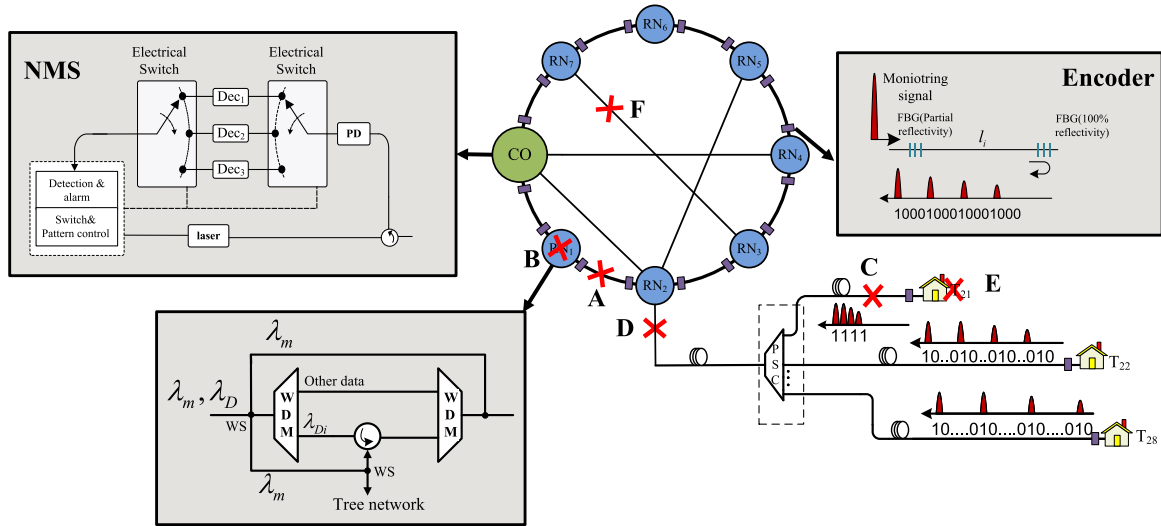 NMS
Electrical
Switch
Electrical
Switch
Dec1
Dec2
Dec3
PD
Detection &
alarm
Switch&
Pattern control
laser
CO
RN7
RN6
RN5
RN4
RN3
RN2
RN1
F
B
A
D
Encoder
Moniotring
signal
FBG(Partial
reflectivity)
FBG(100%
reflectivity)
li
1000100010001000
C
E
T21
1111
10..010..010..010
T22
P
S
C
10....010....010....010
T28
λm
λm, λD
WS
W
D
M
Other data
λDi
W
D
M
λm
WS
Tree network